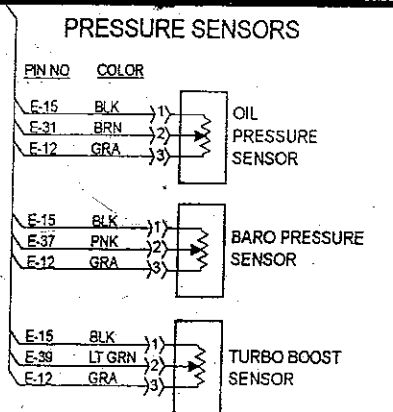 PRESSURE SENSORS
PIN NO COLOR
E-15 BLK 1 OIL
E-31 BRN 2 PRESSURE
E-12 GRA 3 SENSOR
E-15 BLK 1
E-37 PNK 2 BARO PRESSURE
E-12 GRA 3 SENSOR
E-15 BLK 1
E-39 LT GRN 2 TURBO BOOST
E-12 GRA 3 SENSOR